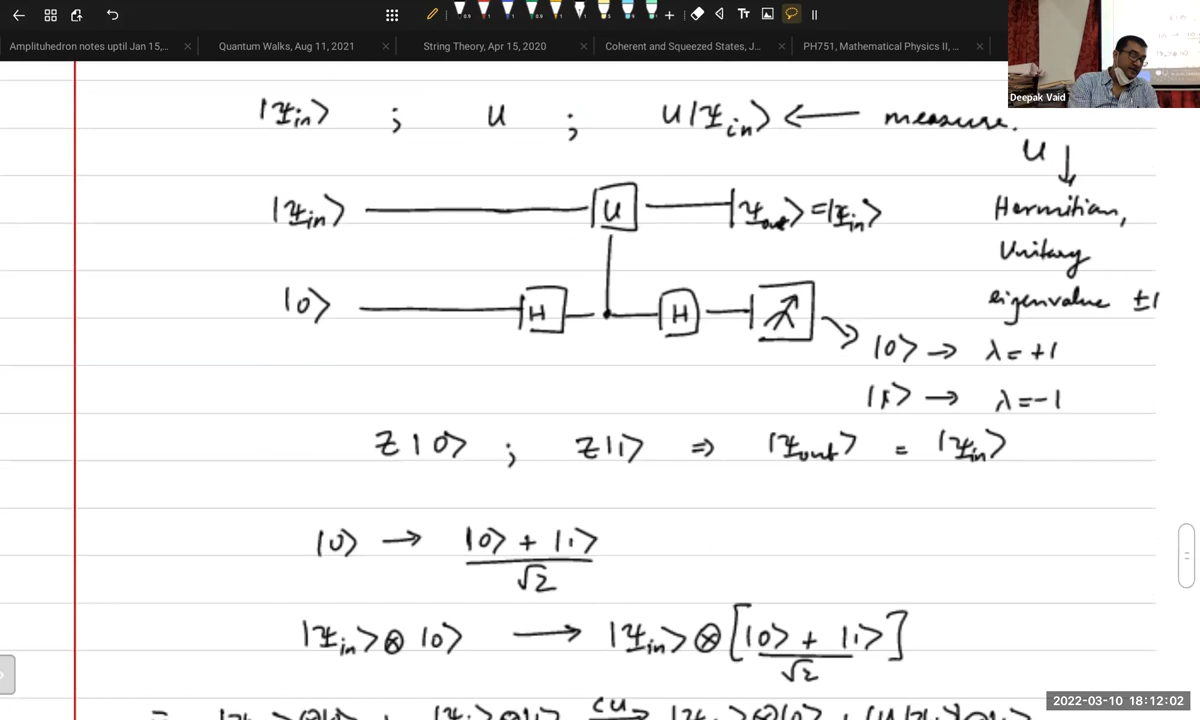 Amplituhedron notes uptil Jan 15,... × Quantum Walks, Aug 11, 2021 × String Theory, Apr 15, 2020 × Coherent and Squeezed States, J... × PH751, Mathematical Physics II, ... ×
Deepak Vaid
|Ψin⟩ ; U ; U|Ψin⟩ ← measure.
U ↓
|Ψin⟩ U |Ψout⟩ = |Ψin⟩ Hermitian,
Unitary
|0⟩ H H eigenvalue ±1
|0⟩ → λ = +1
|1⟩ → λ = -1
Z|0⟩ ; Z|1⟩ ⇒ |Ψout⟩ = |Ψin⟩
|0⟩ → |0⟩ + |1⟩
√2
|Ψin⟩ ⊗ |0⟩ → |Ψin⟩ ⊗ [|0⟩ + |1⟩]
√2
CU
2022-03-10 18:12:02